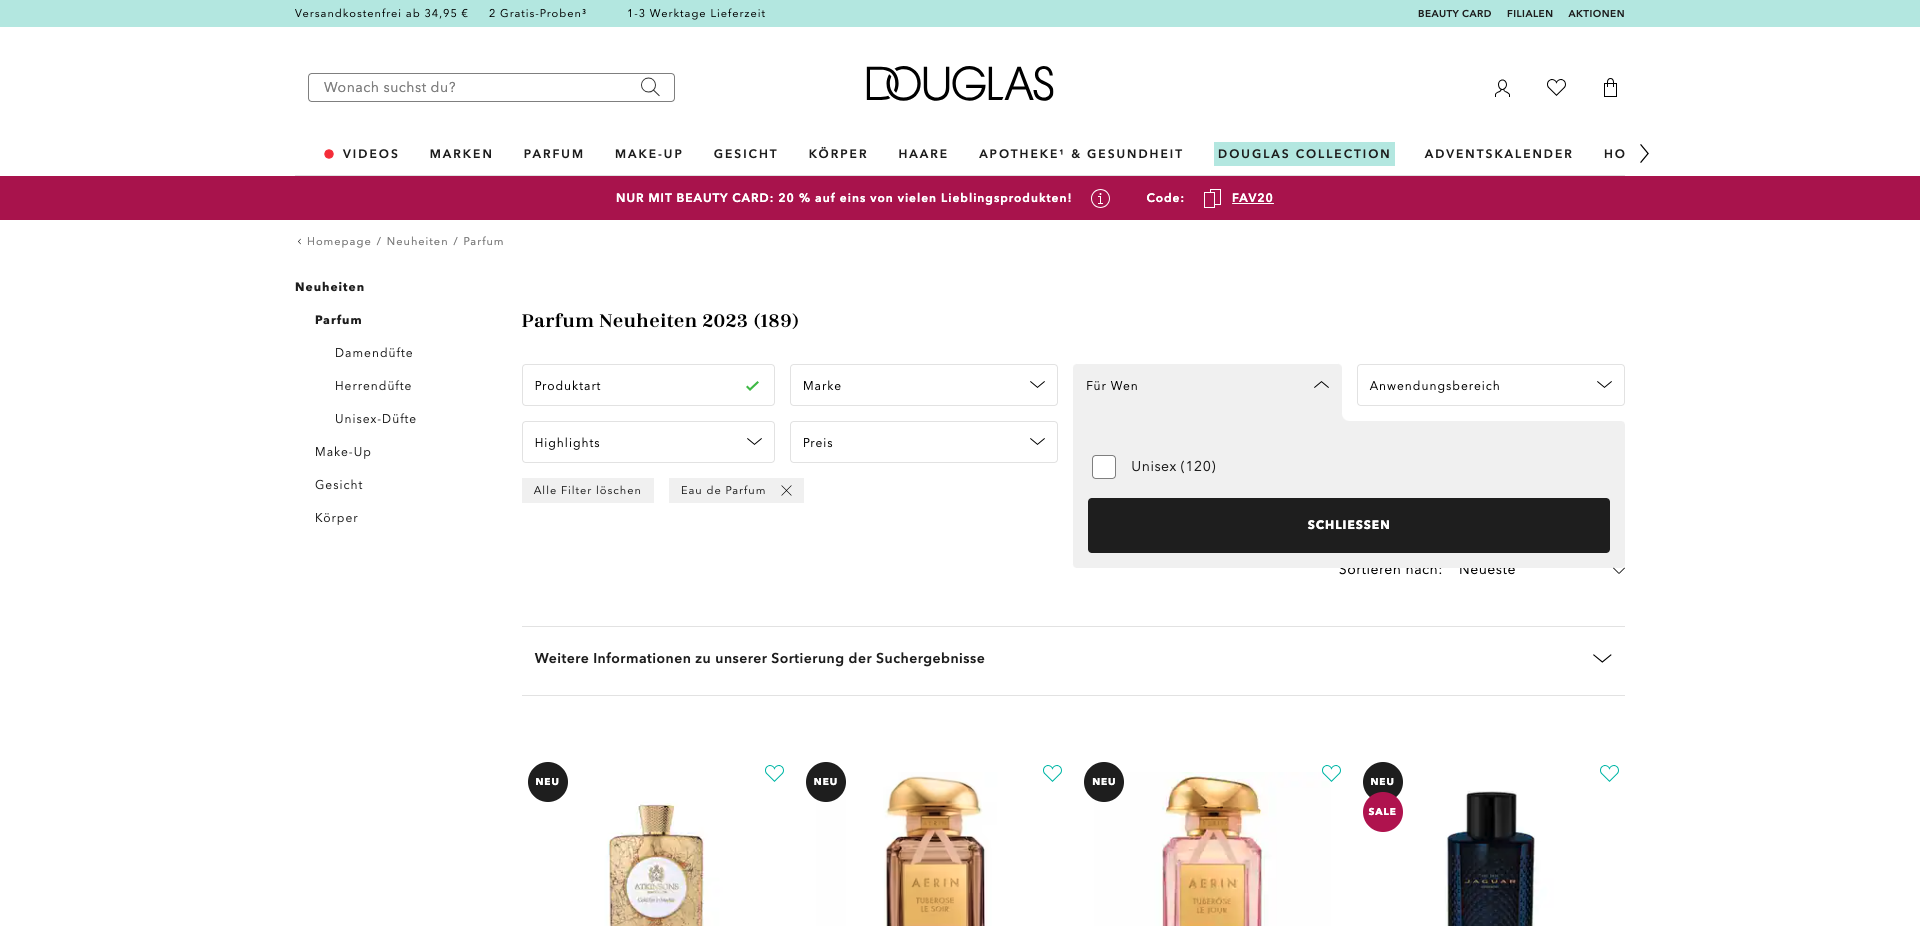 Versandkostenfrei ab 34,95 € 2 Gratis-Proben³ 1-3 Werktage Lieferzeit BEAUTY CARD FILIALEN AKTIONEN
Wonach suchst du? DOUGLAS
VIDEOS MARKEN PARFUM MAKE-UP GESICHT KÖRPER HAARE APOTHEKE¹ & GESUNDHEIT DOUGLAS COLLECTION ADVENTSKALENDER HO
NUR MIT BEAUTY CARD: 20 % auf eins von vielen Lieblingsprodukten! Code: FAV20
Homepage / Neuheiten / Parfum
Neuheiten
Parfum
Damendüfte
Herrendüfte
Unisex-Düfte
Make-Up
Gesicht
Körper
Parfum Neuheiten 2023 (189)
Produktart Marke Für Wen Anwendungsbereich
Highlights Preis
Unisex (120)
Alle Filter löschen Eau de Parfum
SCHLIESSEN
Sortieren nach: Neueste
Weitere Informationen zu unserer Sortierung der Suchergebnisse
NEU NEU NEU NEU
SALE
ATKINSONS
AERIN
TUBEROSE
LE SOIR
AERIN
TUBEROSE
LE JOUR
JAGUAR